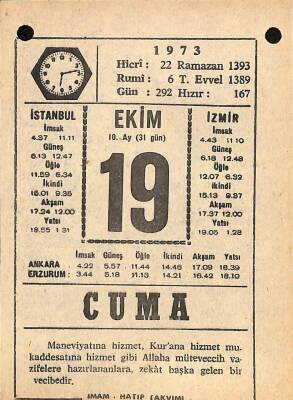 1973
Hicrî : 22 Ramazan 1393
Rumî : 6 T. Evvel 1389
Gün : 292 Hızır : 167
İSTANBUL
İmsak
4.37 11.11
Güneş
6.13 12.47
Öğle
11.59 6.34
İkindi
16.01 9.35
Akşam
17.24 12.00
Yatsı
18.55 1.31
EKİM
10. Ay (31 gün)
19
İZMİR
İmsak
4.43 11.10
Güneş
6.18 12.48
Öğle
12.07 6.32
ikindi
15.13 9.37
Akşam
17.37 12.00
Yatsı
19.05 1.28
İmsak Güneş Öğle İkindi Akşam Yatsı
ANKARA : 4.22 5.57 11.44 14.46 17.09 18.39
ERZURUM : 3.44 5.18 11.13 14.21 16.42 18.10
CUMA
Maneviyatına hizmet, Kur'ana hizmet mu-
kaddesatına hizmet gibi Allaha müteveccih va-
zifelere hazırlananlara, zekât başka gelen bir
vecibedir.
İMAM - HATİP TAKVİMİ